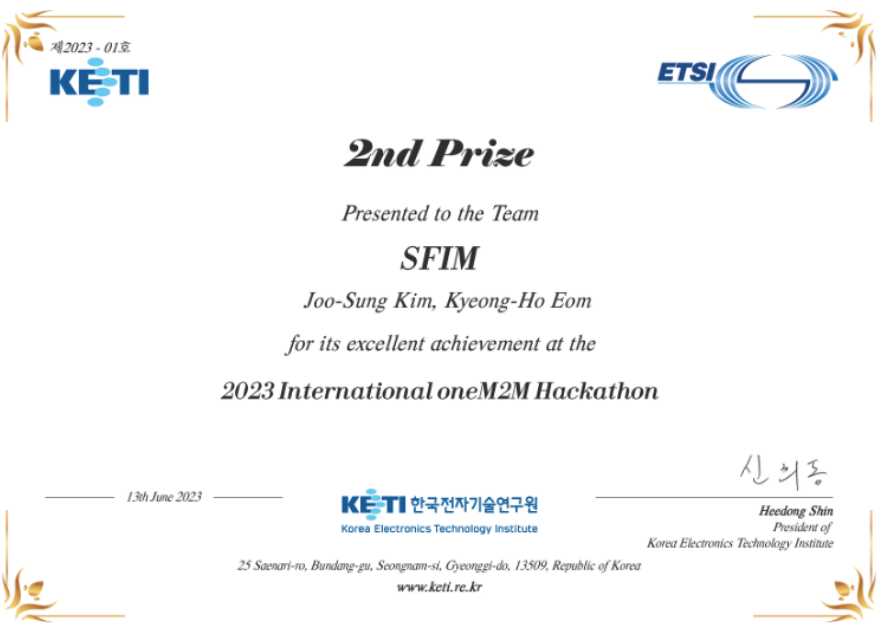 제2023 - 01호
KETI
ETSI
2nd Prize
Presented to the Team
SFIM
Joo-Sung Kim, Kyeong-Ho Eom
for its excellent achievement at the
2023 International oneM2M Hackathon
신희동
13th June 2023
KETI 한국전자기술연구원
Korea Electronics Technology Institute
Heedong Shin
President of
Korea Electronics Technology Institute
25 Saenari-ro, Bundang-gu, Seongnam-si, Gyeonggi-do, 13509, Republic of Korea
www.keti.re.kr